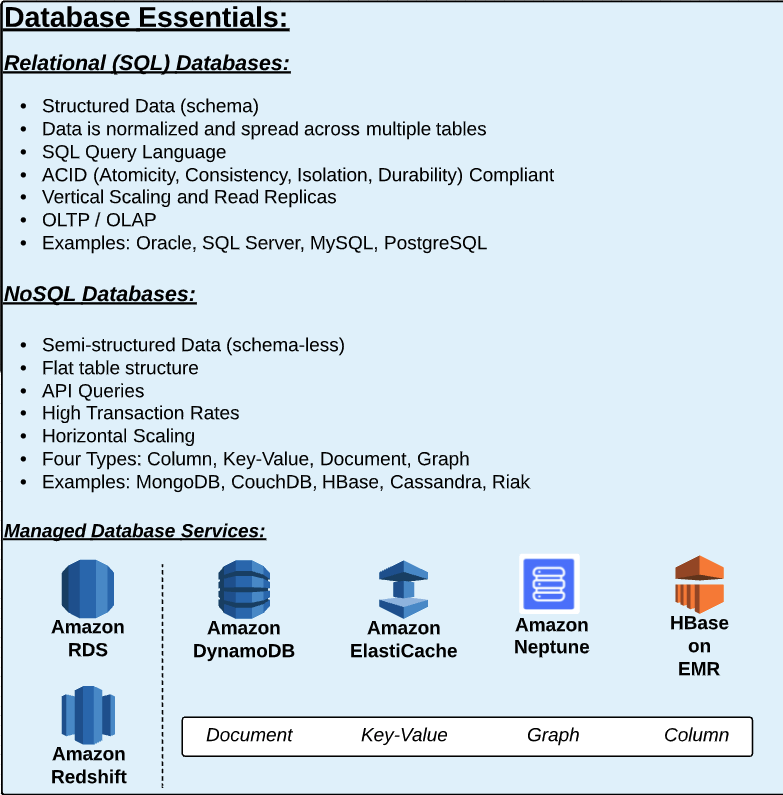 Database Essentials:
Relational (SQL) Databases:
• Structured Data (schema)
• Data is normalized and spread across multiple tables
• SQL Query Language
• ACID (Atomicity, Consistency, Isolation, Durability) Compliant
• Vertical Scaling and Read Replicas
• OLTP / OLAP
• Examples: Oracle, SQL Server, MySQL, PostgreSQL
NoSQL Databases:
• Semi-structured Data (schema-less)
• Flat table structure
• API Queries
• High Transaction Rates
• Horizontal Scaling
• Four Types: Column, Key-Value, Document, Graph
• Examples: MongoDB, CouchDB, HBase, Cassandra, Riak
Managed Database Services:
Amazon
RDS
Amazon
DynamoDB
Amazon
ElastiCache
Amazon
Neptune
HBase
on
EMR
Amazon
Redshift
Document
Key-Value
Graph
Column